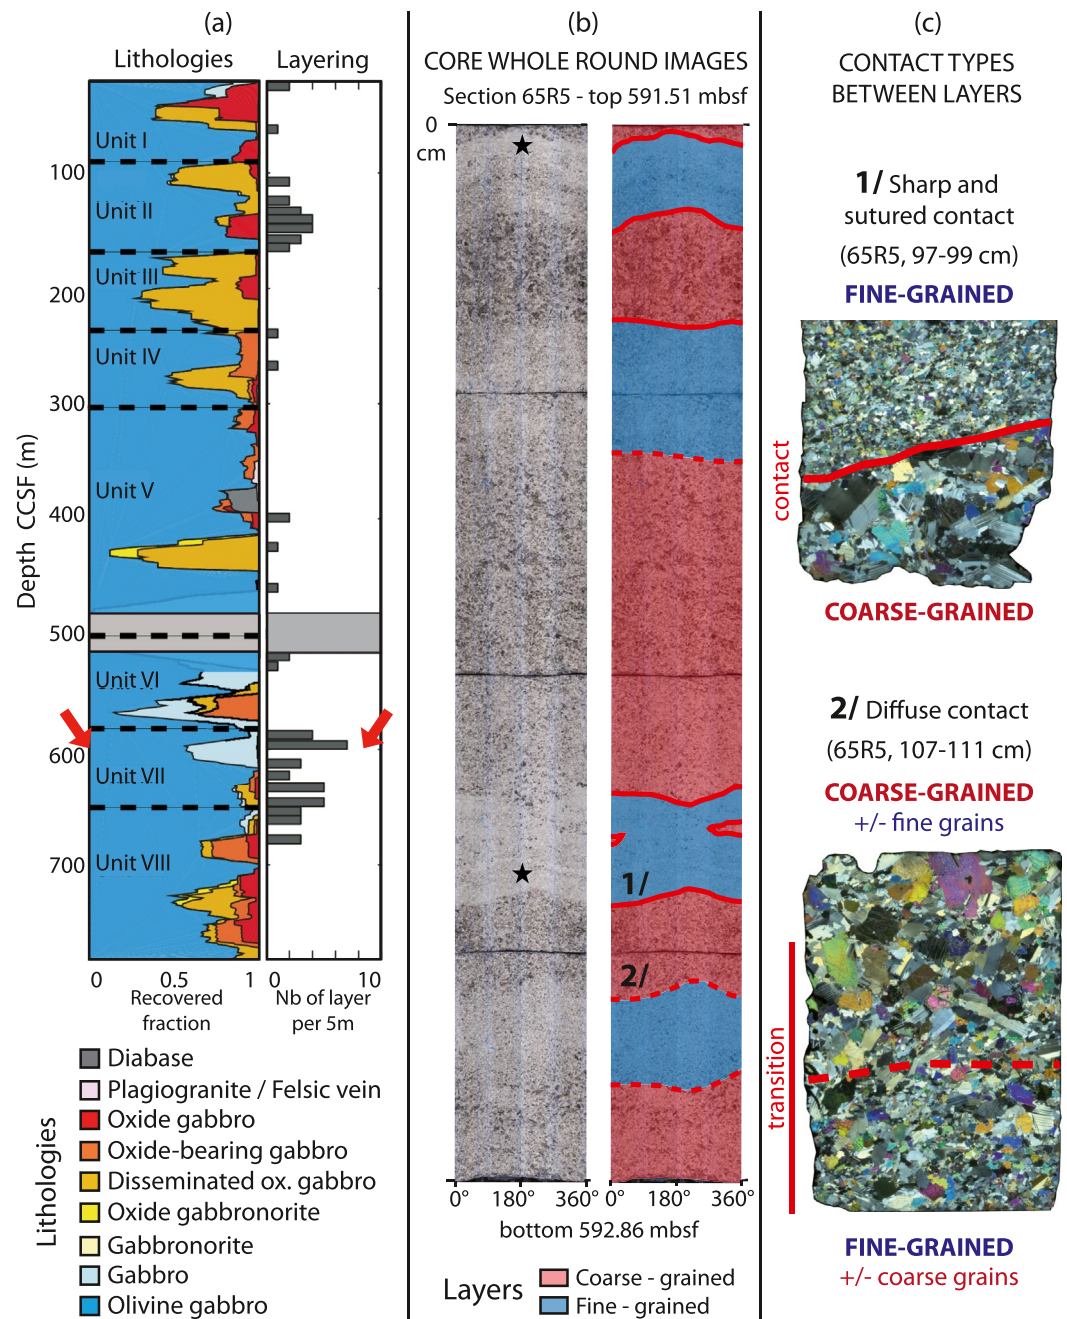 (a)
Lithologies
Layering
Unit I
Unit II
Unit III
Unit IV
Unit V
Unit VI
Unit VII
Unit VIII
100
200
300
400
500
600
700
Depth CCSF (m)
0 0.5 1
Recovered
fraction
0 10
Nb of layer
per 5m
Lithologies
Diabase
Plagiogranite / Felsic vein
Oxide gabbro
Oxide-bearing gabbro
Disseminated ox. gabbro
Oxide gabbronorite
Gabbronorite
Gabbro
Olivine gabbro
(b)
CORE WHOLE ROUND IMAGES
Section 65R5 - top 591.51 mbsf
0
cm
1/
2/
0° 180° 360° 0° 180° 360°
bottom 592.86 mbsf
Layers
Coarse - grained
Fine - grained
(c)
CONTACT TYPES
BETWEEN LAYERS
1/ Sharp and
sutured contact
(65R5, 97-99 cm)
FINE-GRAINED
contact
COARSE-GRAINED
2/ Diffuse contact
(65R5, 107-111 cm)
COARSE-GRAINED
+/- fine grains
transition
FINE-GRAINED
+/- coarse grains